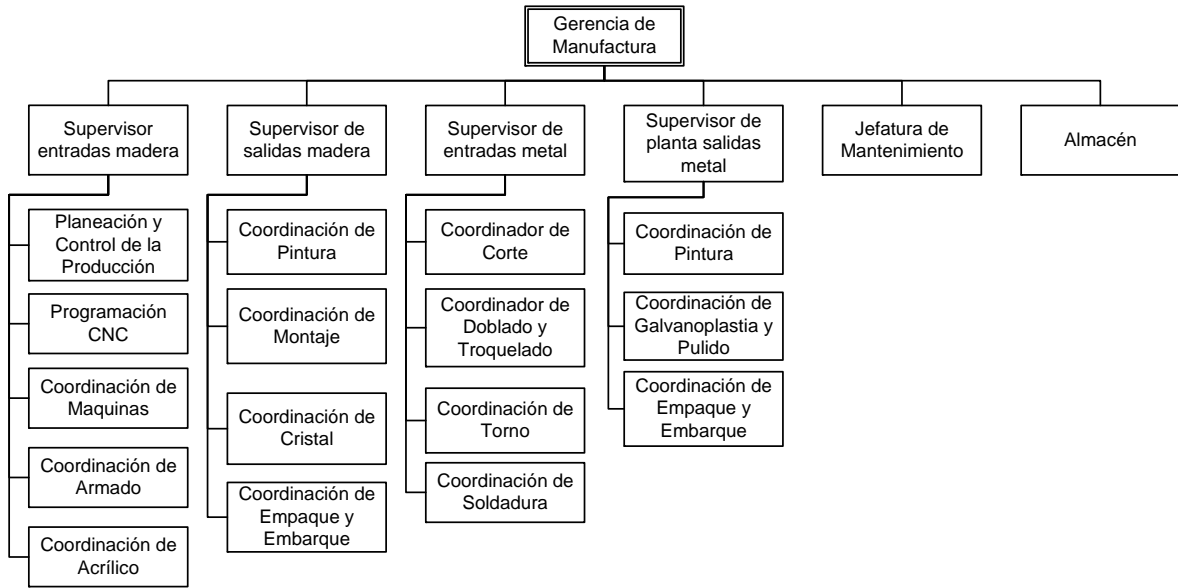 Gerencia de
Manufactura
Supervisor
entradas madera
Supervisor de
salidas madera
Supervisor de
entradas metal
Supervisor de
planta salidas
metal
Jefatura de
Mantenimiento
Almacén
Planeación y
Control de la
Producción
Programación
CNC
Coordinación de
Maquinas
Coordinación de
Armado
Coordinación de
Acrílico
Coordinación de
Pintura
Coordinación de
Montaje
Coordinación de
Cristal
Coordinación de
Empaque y
Embarque
Coordinador de
Corte
Coordinador de
Doblado y
Troquelado
Coordinación de
Torno
Coordinación de
Soldadura
Coordinación de
Pintura
Coordinación de
Galvanoplastia y
Pulido
Coordinación de
Empaque y
Embarque